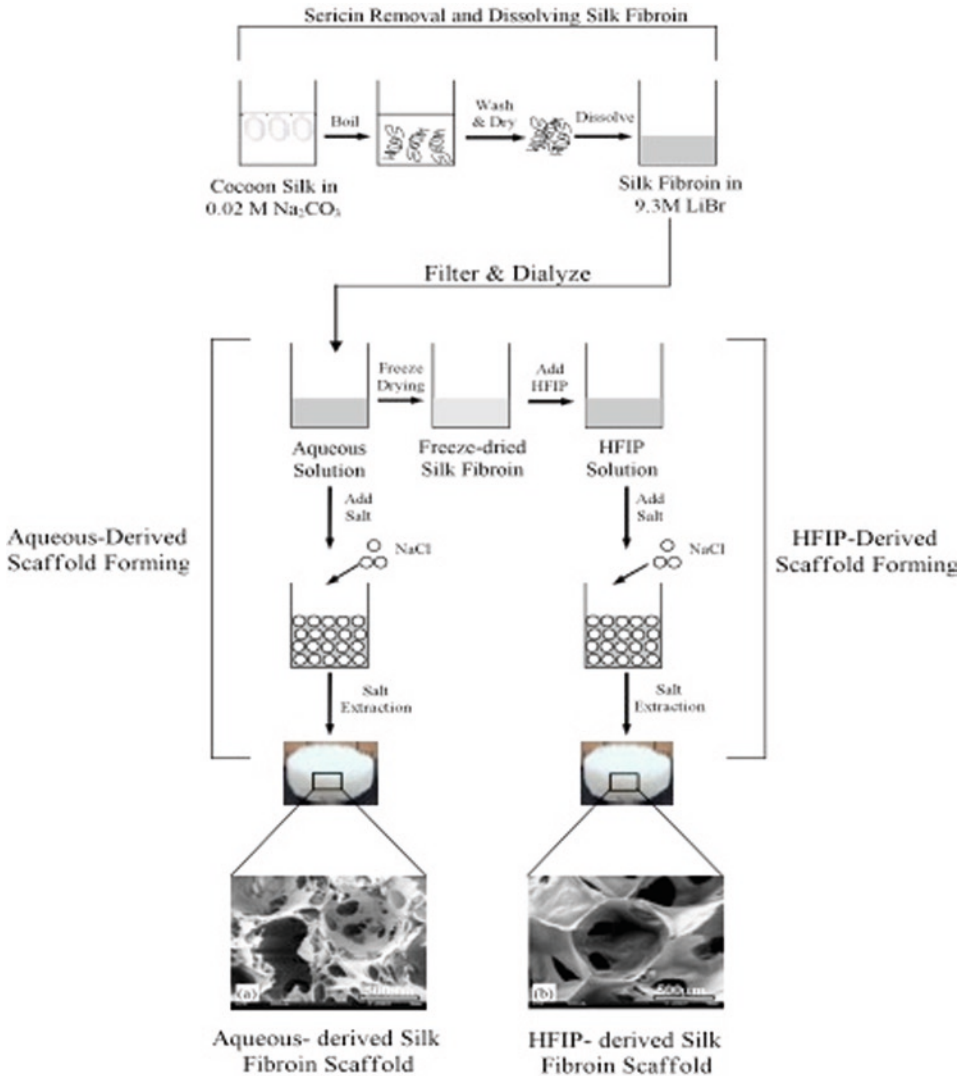 Sericin Removal and Dissolving Silk Fibroin
Boil
Wash
& Dry
Dissolve
Cocoon Silk in
0.02 M Na₂CO₃
Silk Fibroin in
9.3M LiBr
Filter & Dialyze
Freeze
Drying
Add
HFIP
Aqueous
Solution
Freeze-dried
Silk Fibroin
HFIP
Solution
Add
Salt
NaCl
Add
Salt
NaCl
Aqueous-Derived
Scaffold Forming
HFIP-Derived
Scaffold Forming
Salt
Extraction
Salt
Extraction
(a)
(b)
500µm
Aqueous- derived Silk
Fibroin Scaffold
HFIP- derived Silk
Fibroin Scaffold